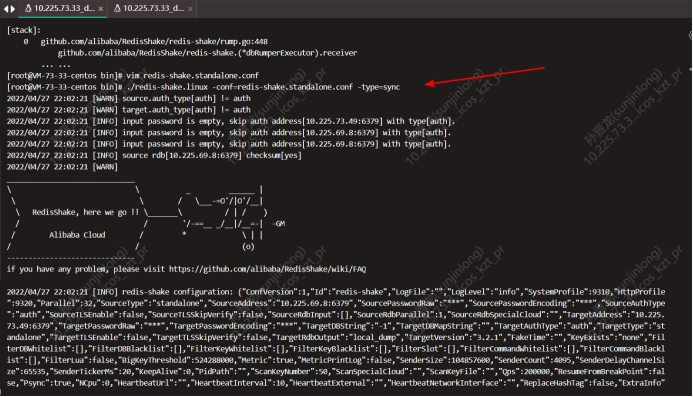 10.225.73.33_d...
10.225.73.33_d...
[stack]:
0 github.com/alibaba/RedisShake/redis-shake/rump.go:448
github.com/alibaba/RedisShake/redis-shake.(*dbRumperExecutor).receiver
... ...
[root@VM-73-33-centos bin]# vim redis-shake.standalone.conf
[root@VM-73-33-centos bin]# ./redis-shake.linux -conf=redis-shake.standalone.conf -type=sync
2022/04/27 22:02:21 [WARN] source.auth_type[auth] != auth
2022/04/27 22:02:21 [WARN] target.auth_type[auth] != auth
2022/04/27 22:02:21 [INFO] input password is empty, skip auth address[10.225.73.49:6379] with type[auth].
2022/04/27 22:02:21 [INFO] input password is empty, skip auth address[10.225.69.8:6379] with type[auth].
2022/04/27 22:02:21 [INFO] input password is empty, skip auth address[10.225.69.8:6379] with type[auth].
2022/04/27 22:02:21 [INFO] source rdb[10.225.69.8:6379] checksum[yes]
2022/04/27 22:02:21 [WARN]
RedisShake, here we go !!
-GM
Alibaba Cloud
if you have any problem, please visit https://github.com/alibaba/RedisShake/wiki/FAQ
2022/04/27 22:02:21 [INFO] redis-shake configuration: {"ConfVersion":1,"Id":"redis-shake","LogFile":"","LogLevel":"info","SystemProfile":9310,"HttpProfile
":9320,"Parallel":32,"SourceType":"standalone","SourceAddress":"10.225.69.8:6379","SourcePasswordRaw":"***","SourcePasswordEncoding":"***","SourceAuthType
":"auth","SourceTLSEnable":false,"SourceTLSSkipVerify":false,"SourceRdbInput":[],"SourceRdbParallel":1,"SourceRdbSpecialCloud":"","TargetAddress":"10.225.
73.49:6379","TargetPasswordRaw":"***","TargetPasswordEncoding":"***","TargetDBString":"-1","TargetDBMapString":"","TargetAuthType":"auth","TargetType":"st
andalone","TargetTLSEnable":false,"TargetTLSSkipVerify":false,"TargetRdbOutput":"local_dump","TargetVersion":"3.2.1","FakeTime":"","KeyExists":"none","Fil
terDBWhitelist":[],"FilterDBBlacklist":[],"FilterKeyWhitelist":[],"FilterKeyBlacklist":[],"FilterSlot":[],"FilterCommandWhitelist":[],"FilterCommandBlackl
ist":[],"FilterLua":false,"BigKeyThreshold":524288000,"Metric":true,"MetricPrintLog":false,"SenderSize":104857600,"SenderCount":4095,"SenderDelayChannelSi
ze":65535,"SenderTickerMs":20,"KeepAlive":0,"PidPath":"","ScanKeyNumber":50,"ScanSpecialCloud":"","ScanKeyFile":"","Qps":200000,"ResumeFromBreakPoint":fal
se,"Psync":true,"NCpu":0,"HeartbeatUrl":"","HeartbeatInterval":10,"HeartbeatExternal":"","HeartbeatNetworkInterface":"","ReplaceHashTag":false,"ExtraInfo"